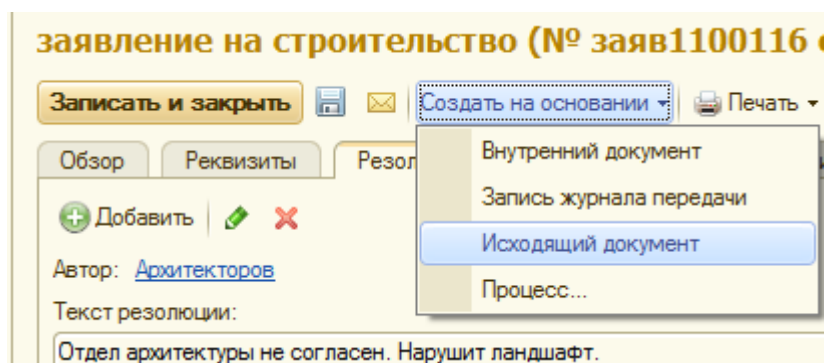 заявление на строительство (№ заяв1100116
Записать и закрыть Создать на основании Печать
Обзор Реквизиты Резол
Внутренний документ
Запись журнала передачи
Исходящий документ
Процесс...
Добавить
Автор: Архитекторов
Текст резолюции:
Отдел архитектуры не согласен. Нарушит ландшафт.